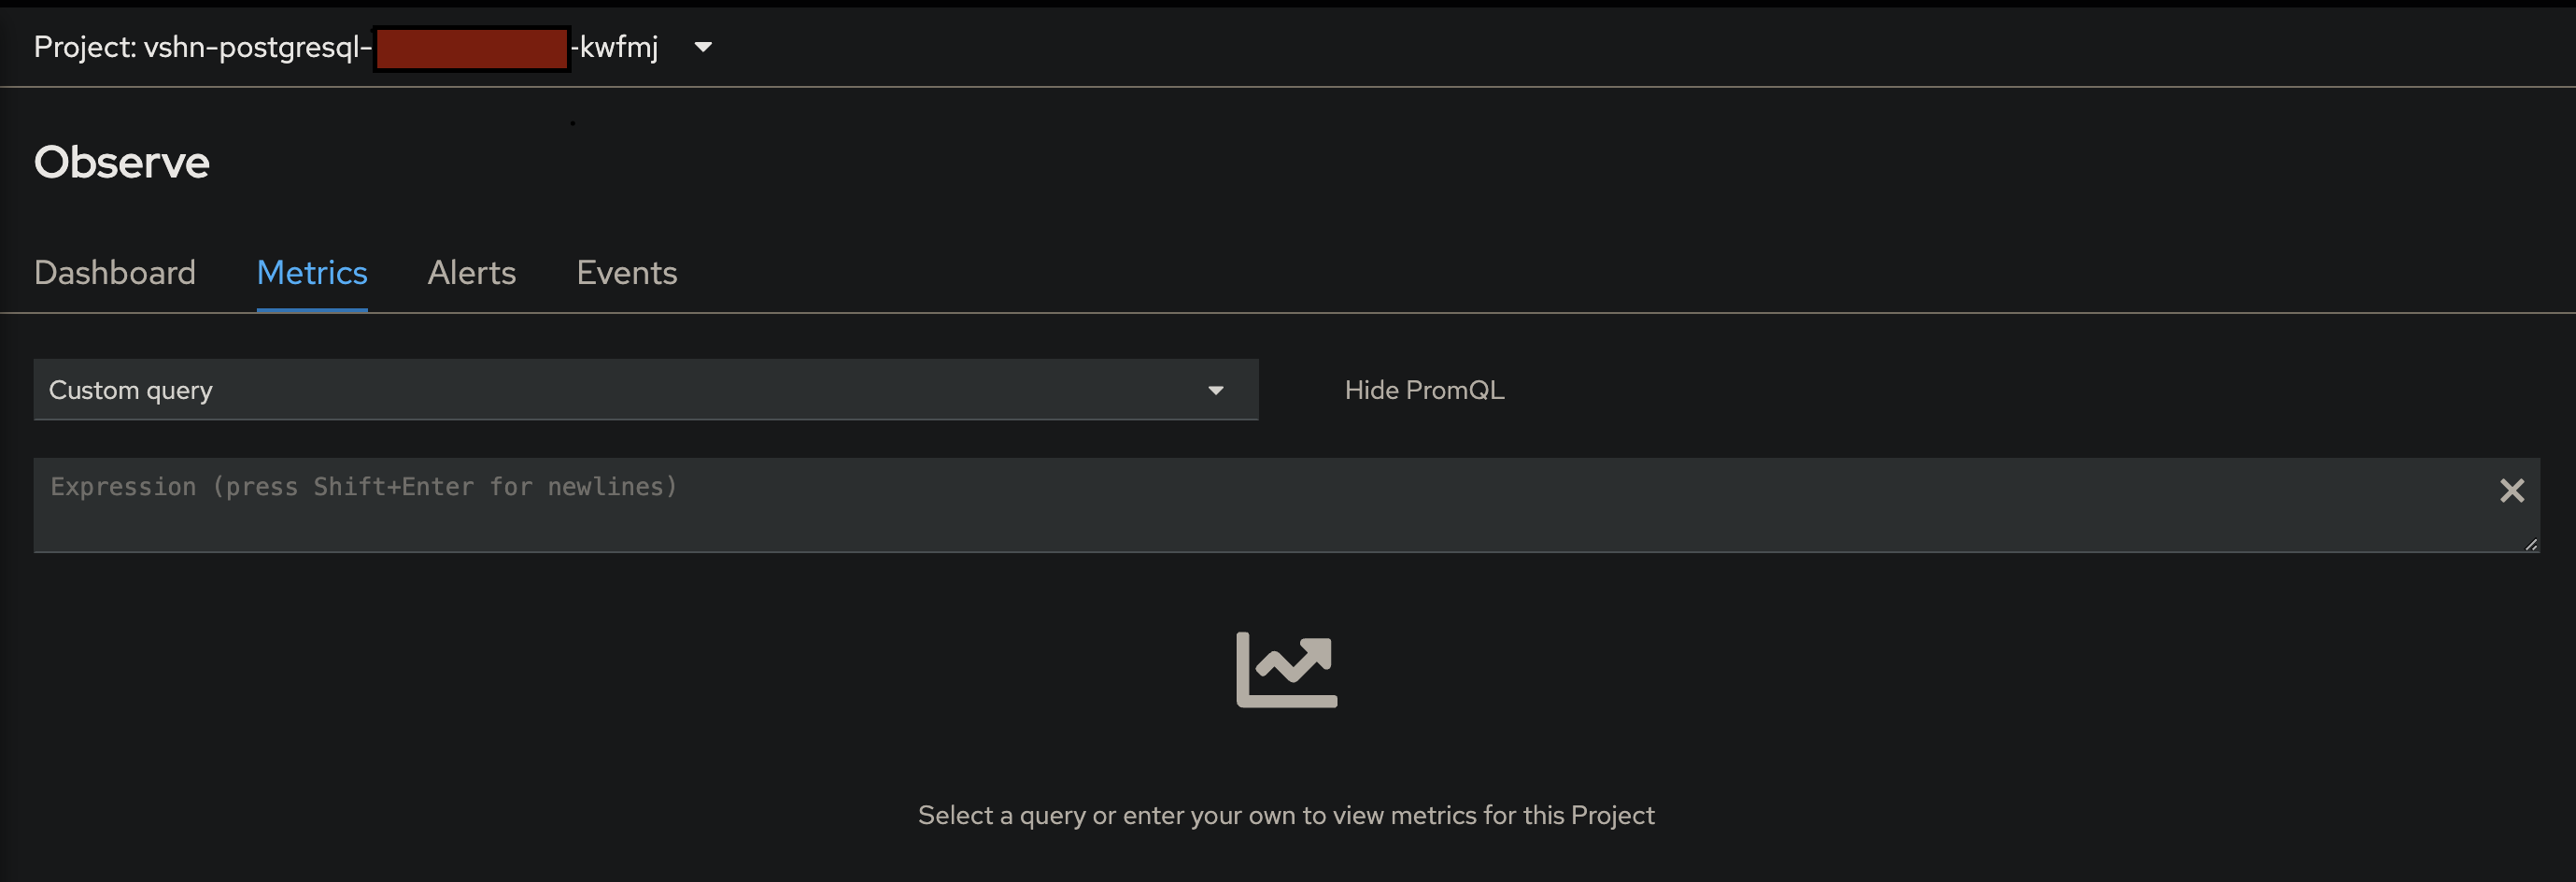 Project: vshn-postgresql- -kwfmj
Observe
Dashboard Metrics Alerts Events
Custom query Hide PromQL
Expression (press Shift+Enter for newlines)
Select a query or enter your own to view metrics for this Project